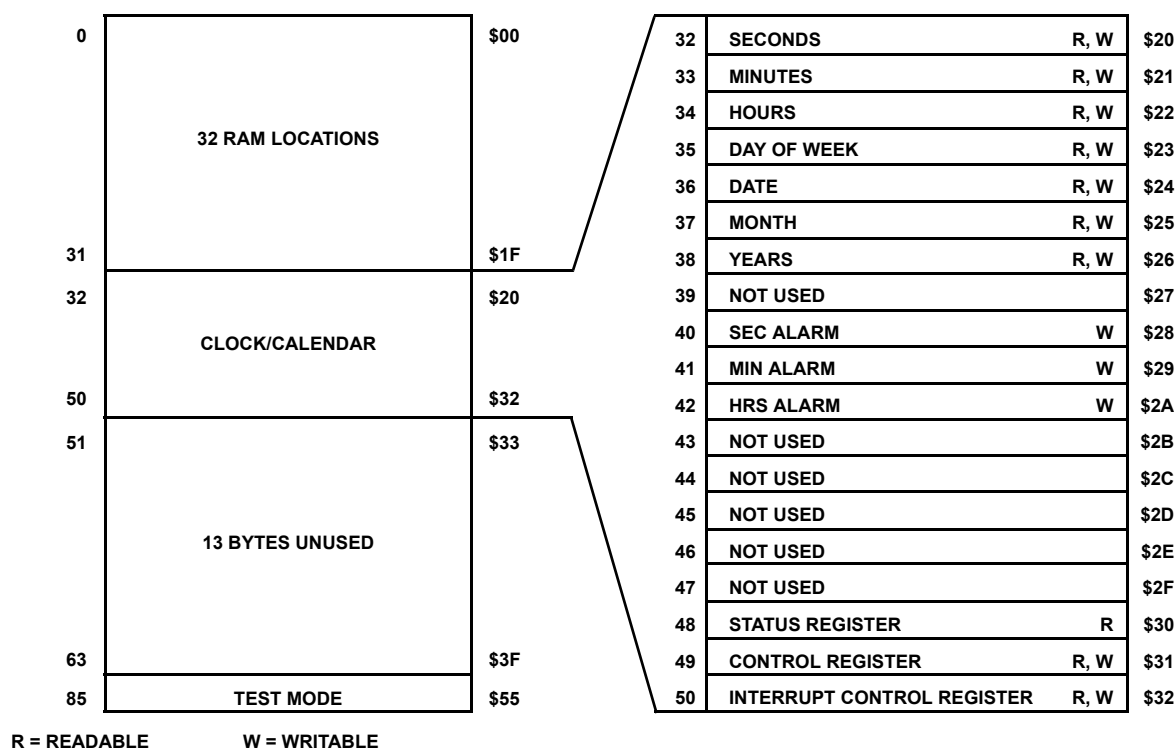 0 $00
32 RAM LOCATIONS
31 $1F
32 $20
CLOCK/CALENDAR
50 $32
51 $33
13 BYTES UNUSED
63 $3F
85 TEST MODE $55
32 SECONDS R, W $20
33 MINUTES R, W $21
34 HOURS R, W $22
35 DAY OF WEEK R, W $23
36 DATE R, W $24
37 MONTH R, W $25
38 YEARS R, W $26
39 NOT USED $27
40 SEC ALARM W $28
41 MIN ALARM W $29
42 HRS ALARM W $2A
43 NOT USED $2B
44 NOT USED $2C
45 NOT USED $2D
46 NOT USED $2E
47 NOT USED $2F
48 STATUS REGISTER R $30
49 CONTROL REGISTER R, W $31
50 INTERRUPT CONTROL REGISTER R, W $32
R = READABLE W = WRITABLE